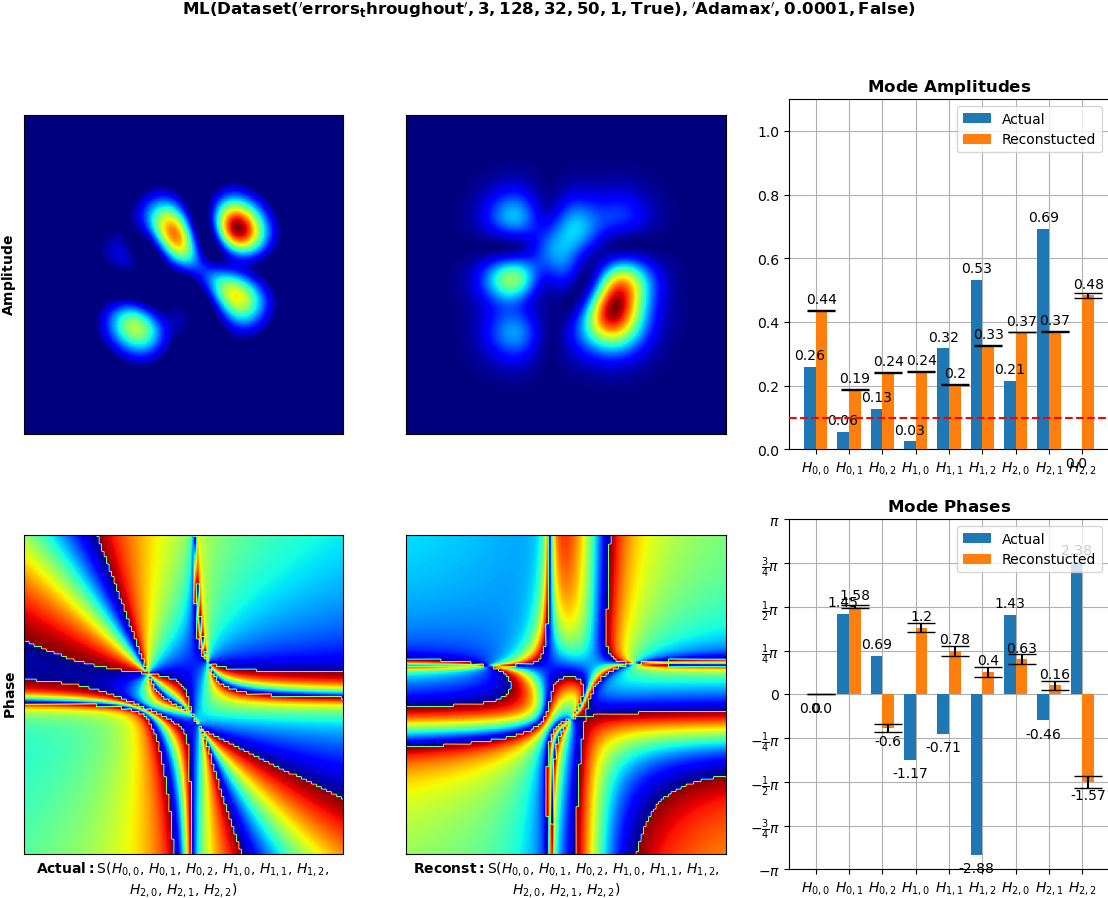 ML(Dataset('errors_throughout', 3, 128, 32, 50, 1, True), 'Adamax', 0.0001, False)
Amplitude
Mode Amplitudes
Actual
Reconstucted
1.0
0.8
0.6
0.4
0.2
0.0
0.26 0.06 0.13 0.03 0.32 0.53 0.21 0.69 0.0
0.44 0.19 0.24 0.24 0.2 0.33 0.37 0.37 0.48
H0,0 H0,1 H0,2 H1,0 H1,1 H1,2 H2,0 H2,1 H2,2
Phase
Actual: S(H0,0, H0,1, H0,2, H1,0, H1,1, H1,2,
H2,0, H2,1, H2,2)
Reconst: S(H0,0, H0,1, H0,2, H1,0, H1,1, H1,2,
H2,0, H2,1, H2,2)
Mode Phases
Actual
Reconstucted
π
3/4π
1/2π
1/4π
0
−1/4π
−1/2π
−3/4π
−π
0.0 1.45 0.69 -1.17 -0.71 -2.88 1.43 -0.46 2.38
0.0 1.58 -0.6 1.2 0.78 0.4 0.63 0.16 -1.57
H0,0 H0,1 H0,2 H1,0 H1,1 H1,2 H2,0 H2,1 H2,2